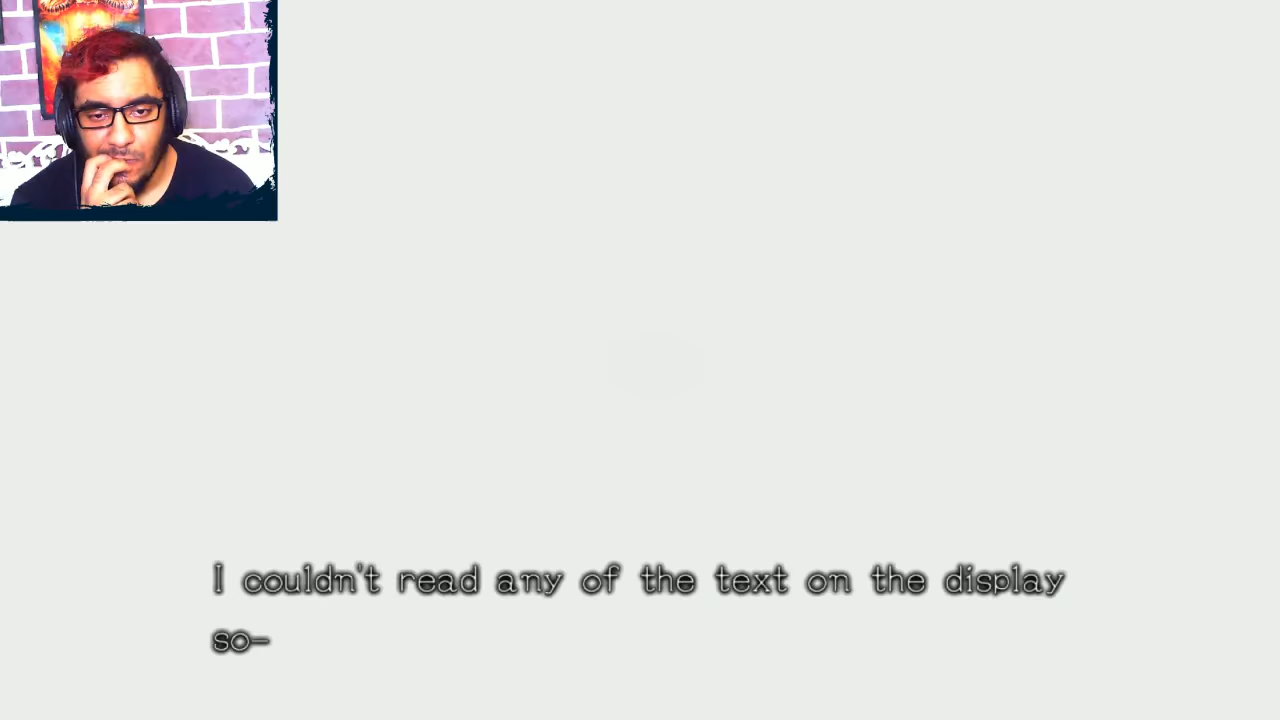 I couldn't read any of the text on the display
so-